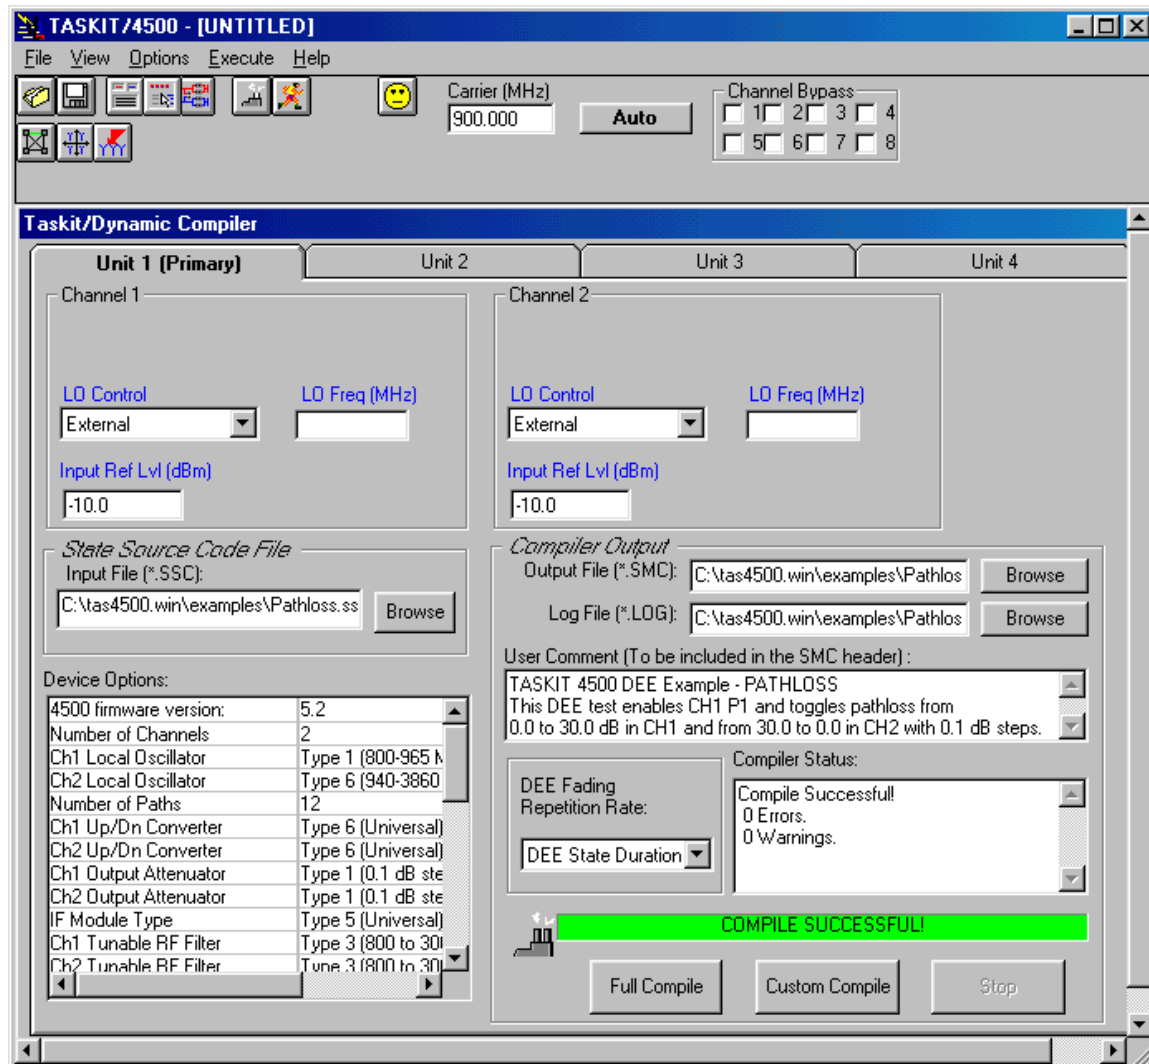 TASKIT/4500 - [UNTITLED]
File View Options Execute Help
Carrier (MHz)
900.000
Auto
Channel Bypass
1 2 3 4
5 6 7 8
Taskit/Dynamic Compiler
Unit 1 (Primary) Unit 2 Unit 3 Unit 4
Channel 1
LO Control LO Freq (MHz)
External
Input Ref Lvl (dBm)
-10.0
Channel 2
LO Control LO Freq (MHz)
External
Input Ref Lvl (dBm)
-10.0
State Source Code File
Input File (*.SSC):
C:\tas4500.win\examples\Pathloss.ss Browse
Device Options:
4500 firmware version: 5.2
Number of Channels 2
Ch1 Local Oscillator Type 1 (800-965 M
Ch2 Local Oscillator Type 6 (940-3860
Number of Paths 12
Ch1 Up/Dn Converter Type 6 (Universal)
Ch2 Up/Dn Converter Type 6 (Universal)
Ch1 Output Attenuator Type 1 (0.1 dB ste
Ch2 Output Attenuator Type 1 (0.1 dB ste
IF Module Type Type 5 (Universal)
Ch1 Tunable RF Filter Type 3 (800 to 300
Ch2 Tunable RF Filter Type 3 (800 to 300
Compiler Output
Output File (*.SMC): C:\tas4500.win\examples\Pathlos Browse
Log File (*.LOG): C:\tas4500.win\examples\Pathlos Browse
User Comment (To be included in the SMC header) :
TASKIT 4500 DEE Example - PATHLOSS
This DEE test enables CH1 P1 and toggles pathloss from
0.0 to 30.0 dB in CH1 and from 30.0 to 0.0 in CH2 with 0.1 dB steps.
DEE Fading
Repetition Rate:
DEE State Duration
Compiler Status:
Compile Successful!
0 Errors.
0 Warnings.
COMPILE SUCCESSFUL!
Full Compile Custom Compile Stop